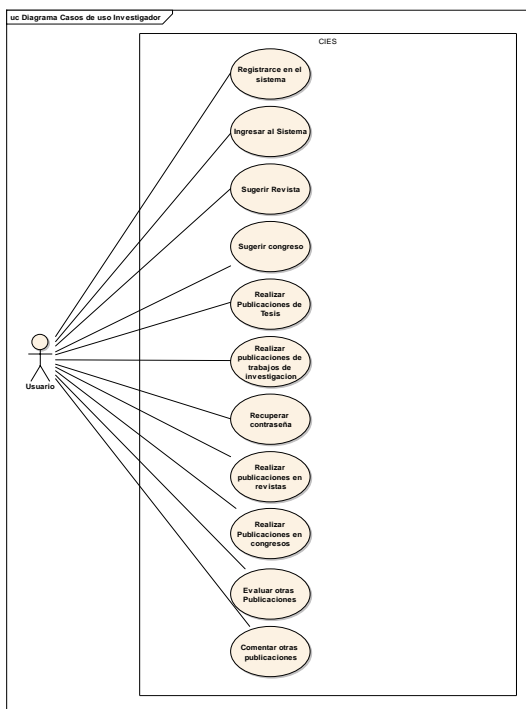 uc Diagrama Casos de uso Investigador
CIES
Registrarce en el
sistema
Ingresar al Sistema
Sugerir Revista
Sugerir congreso
Realizar
Publicaciones de
Tesis
Realizar
publicaciones de
trabajos de
investigacion
Usuario
Recuperar
contraseña
Realizar
publicaciones en
revistas
Realizar
Publicaciones en
congresos
Evaluar otras
Publicaciones
Comentar otras
publicaciones